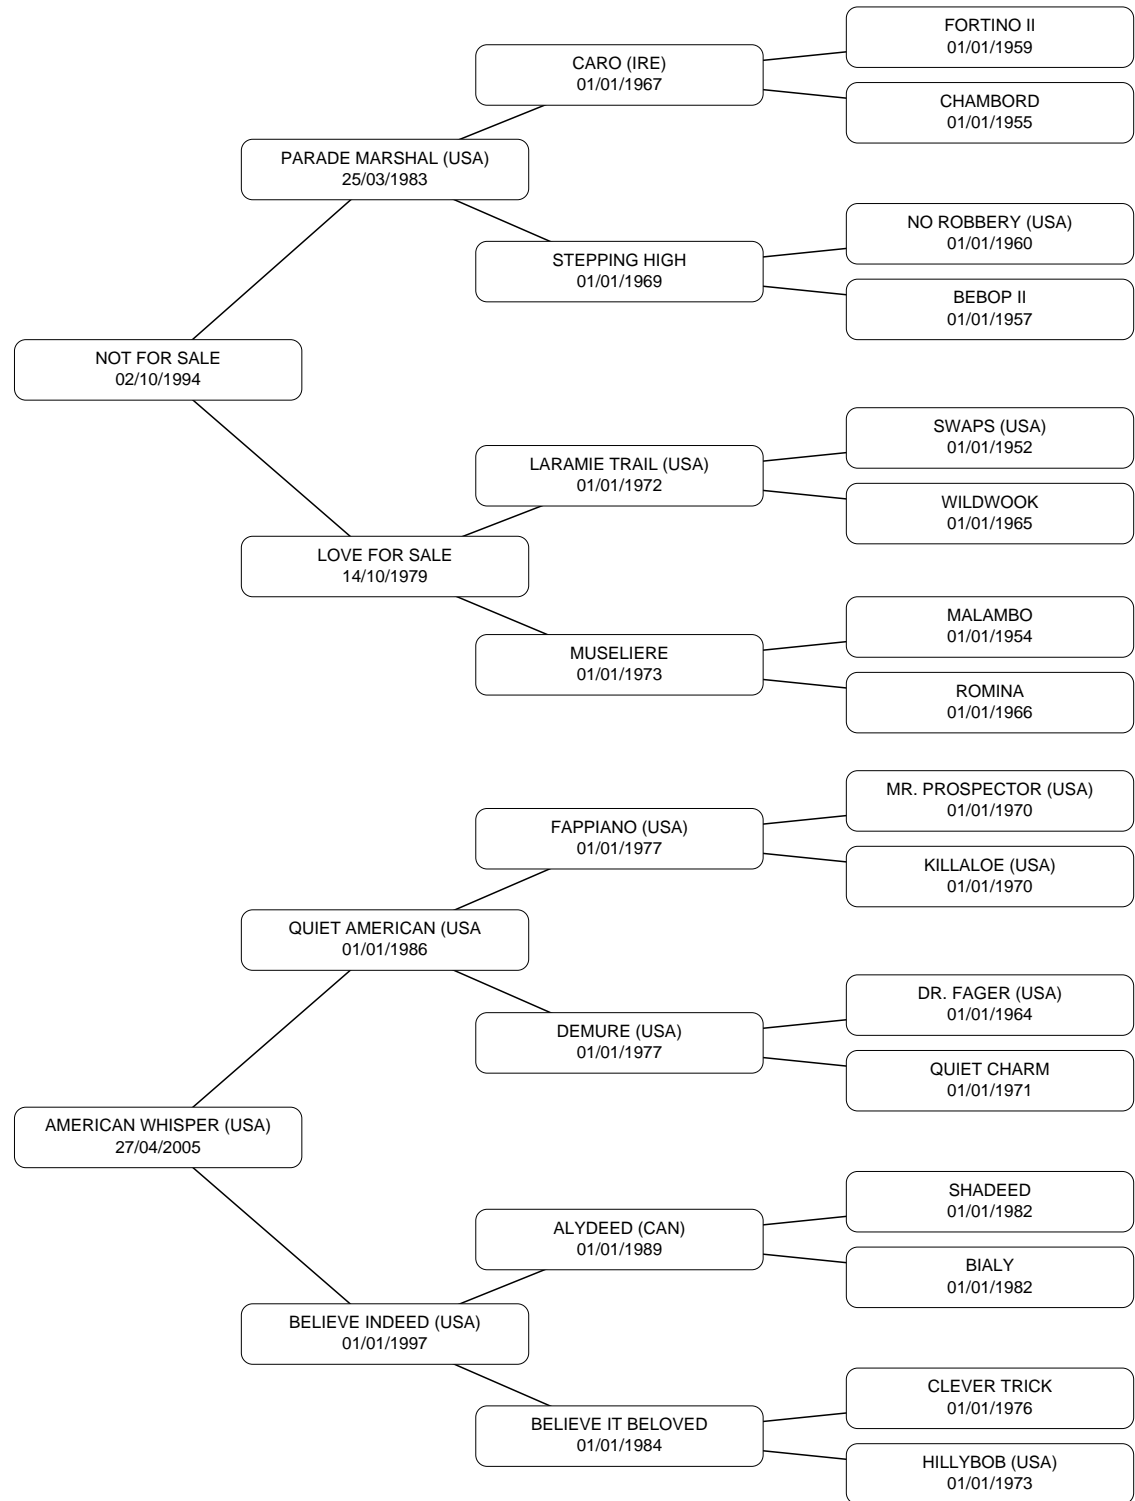 FORTINO II
01/01/1959
CARO (IRE)
01/01/1967
CHAMBORD
01/01/1955
PARADE MARSHAL (USA)
25/03/1983
NO ROBBERY (USA)
01/01/1960
STEPPING HIGH
01/01/1969
BEBOP II
01/01/1957
NOT FOR SALE
02/10/1994
SWAPS (USA)
01/01/1952
LARAMIE TRAIL (USA)
01/01/1972
WILDWOOK
01/01/1965
LOVE FOR SALE
14/10/1979
MALAMBO
01/01/1954
MUSELIERE
01/01/1973
ROMINA
01/01/1966
MR. PROSPECTOR (USA)
01/01/1970
FAPPIANO (USA)
01/01/1977
KILLALOE (USA)
01/01/1970
QUIET AMERICAN (USA
01/01/1986
DR. FAGER (USA)
01/01/1964
DEMURE (USA)
01/01/1977
QUIET CHARM
01/01/1971
AMERICAN WHISPER (USA)
27/04/2005
SHADEED
01/01/1982
ALYDEED (CAN)
01/01/1989
BIALY
01/01/1982
BELIEVE INDEED (USA)
01/01/1997
CLEVER TRICK
01/01/1976
BELIEVE IT BELOVED
01/01/1984
HILLYBOB (USA)
01/01/1973